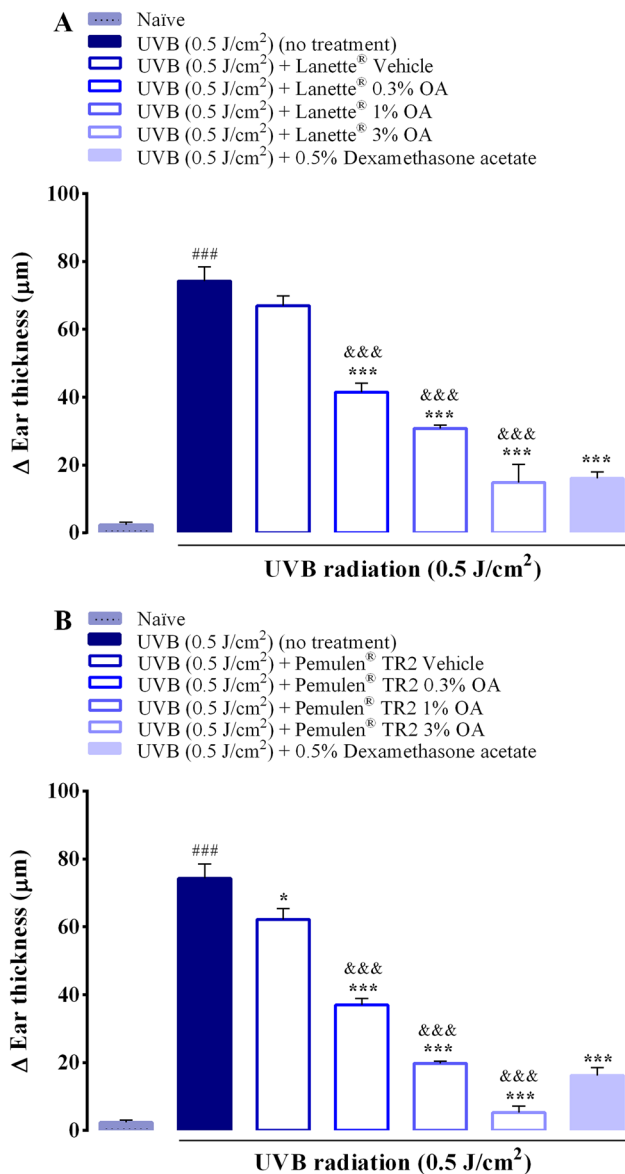 A
Naïve
UVB (0.5 J/cm²) (no treatment)
UVB (0.5 J/cm²) + Lanette® Vehicle
UVB (0.5 J/cm²) + Lanette® 0.3% OA
UVB (0.5 J/cm²) + Lanette® 1% OA
UVB (0.5 J/cm²) + Lanette® 3% OA
UVB (0.5 J/cm²) + 0.5% Dexamethasone acetate
Δ Ear thickness (µm)
100
80
60
40
20
0
###
&&&
***
&&&
***
&&&
***
***
UVB radiation (0.5 J/cm²)
B
Naïve
UVB (0.5 J/cm²) (no treatment)
UVB (0.5 J/cm²) + Pemulen® TR2 Vehicle
UVB (0.5 J/cm²) + Pemulen® TR2 0.3% OA
UVB (0.5 J/cm²) + Pemulen® TR2 1% OA
UVB (0.5 J/cm²) + Pemulen® TR2 3% OA
UVB (0.5 J/cm²) + 0.5% Dexamethasone acetate
Δ Ear thickness (µm)
100
80
60
40
20
0
###
*
&&&
***
&&&
***
&&&
***
***
UVB radiation (0.5 J/cm²)